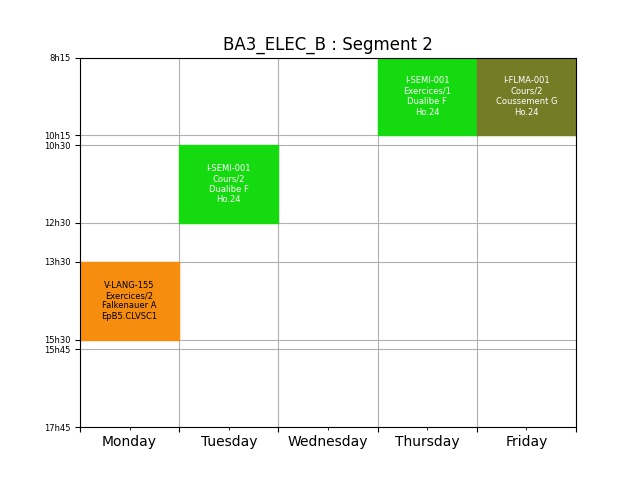 BA3_ELEC_B : Segment 2
8h15
I-SEMI-001
Exercices/1
Dualibe F
Ho.24
I-FLMA-001
Cours/2
Coussement G
Ho.24
10h15
10h30
I-SEMI-001
Cours/2
Dualibe F
Ho.24
12h30
13h30
V-LANG-155
Exercices/2
Falkenauer A
EpB5.CLVSC1
15h30
15h45
17h45
Monday Tuesday Wednesday Thursday Friday